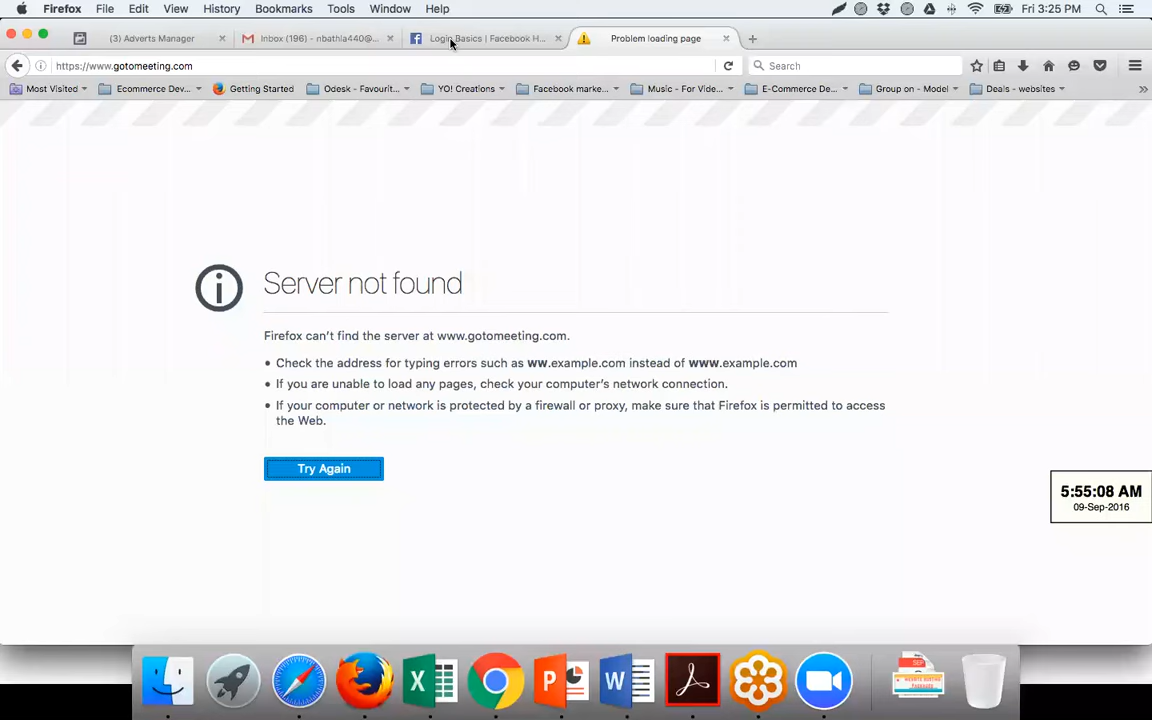 Firefox File Edit View History Bookmarks Tools Window Help Fri 3:25 PM
(3) Adverts Manager Inbox (196) - nbathla440@... Login Basics | Facebook H... Problem loading page
https://www.gotomeeting.com Search
Most Visited Ecommerce Dev... Getting Started Odesk - Favourit... YO! Creations Facebook marke... Music - For Vide... E-Commerce De... Group on - Model Deals - websites
Server not found
Firefox can't find the server at www.gotomeeting.com.
• Check the address for typing errors such as ww.example.com instead of www.example.com
• If you are unable to load any pages, check your computer's network connection.
• If your computer or network is protected by a firewall or proxy, make sure that Firefox is permitted to access
the Web.
Try Again
5:55:08 AM
09-Sep-2016